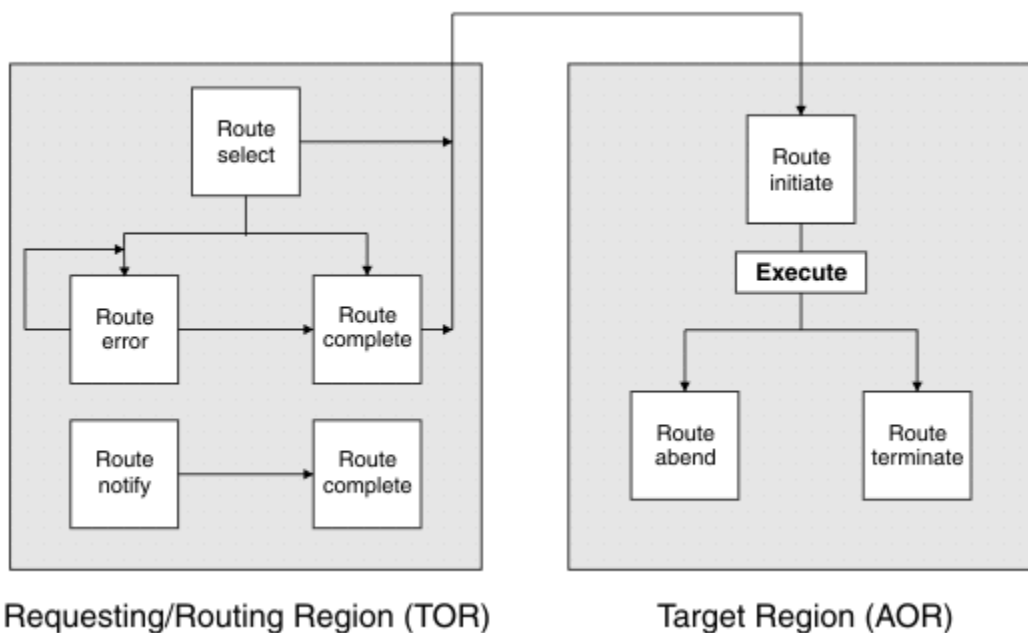 Route
select
Route
initiate
Execute
Route
error
Route
complete
Route
abend
Route
terminate
Route
notify
Route
complete
Requesting/Routing Region (TOR)
Target Region (AOR)